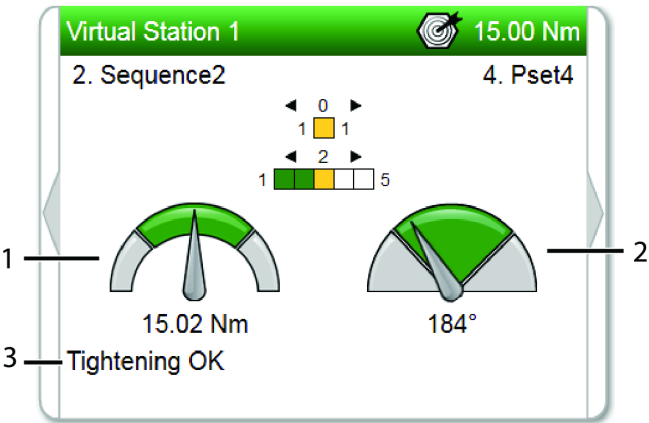 Virtual Station 1 15.00 Nm
2. Sequence2 4. Pset4
0
1 1
2
1 5
1 2
15.02 Nm 184°
3 Tightening OK